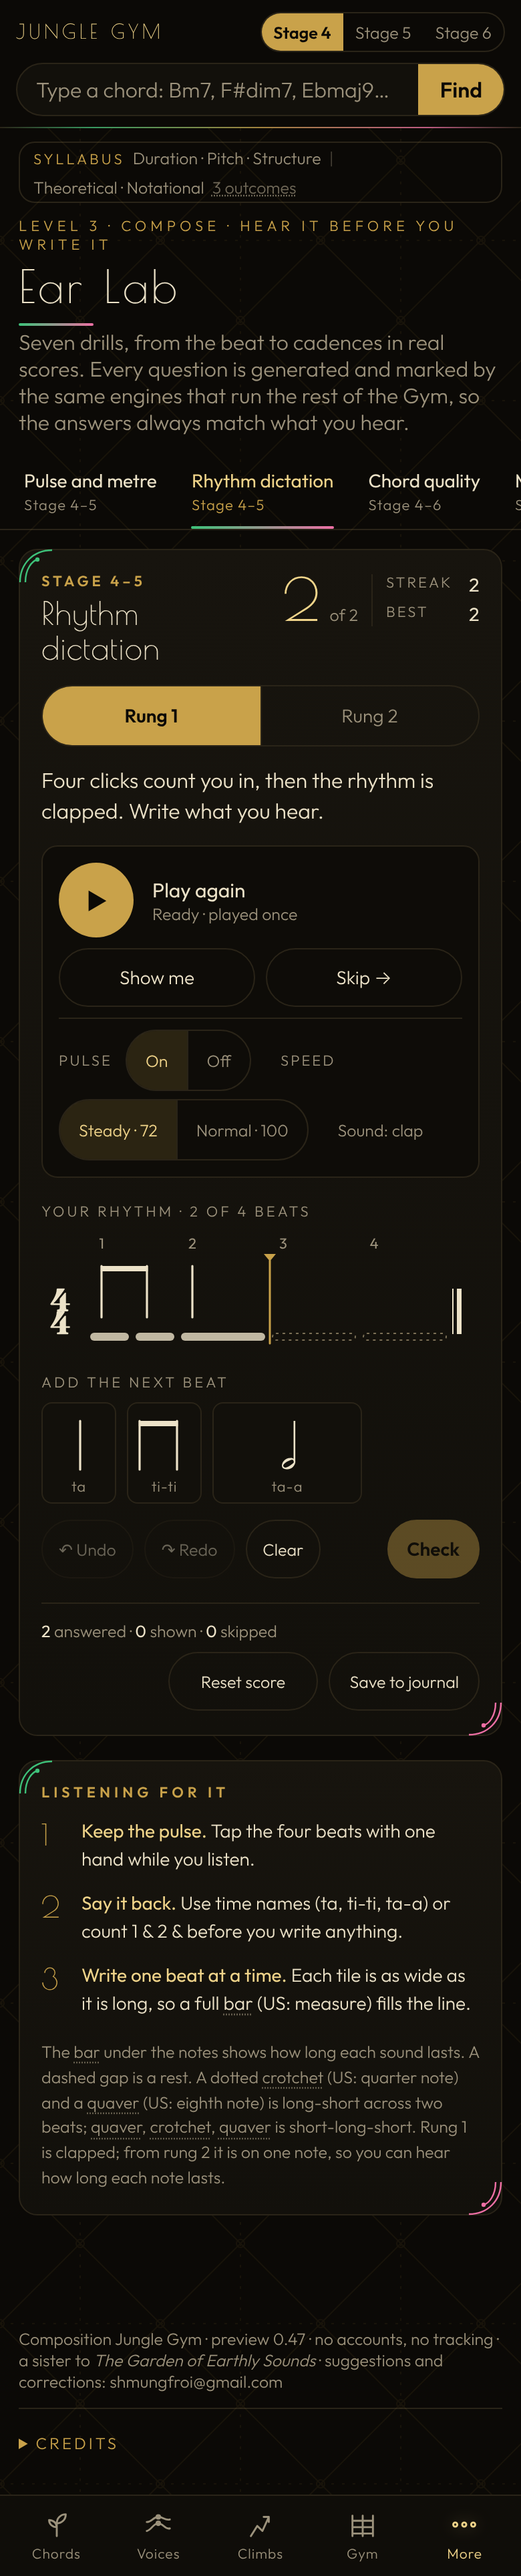 JUNGLE GYM
Stage 4 Stage 5 Stage 6
Type a chord: Bm7, F#dim7, Ebmaj9... Find
SYLLABUS Duration · Pitch · Structure |
Theoretical · Notational 3 outcomes
LEVEL 3 · COMPOSE · HEAR IT BEFORE YOU
WRITE IT
Ear Lab
Seven drills, from the beat to cadences in real
scores. Every question is generated and marked by
the same engines that run the rest of the Gym, so
the answers always match what you hear.
Pulse and metre Rhythm dictation Chord quality
Stage 4–5 Stage 4–5 Stage 4–6
STAGE 4–5
Rhythm
dictation
2 of 2
STREAK 2
BEST 2
Rung 1 Rung 2
Four clicks count you in, then the rhythm is
clapped. Write what you hear.
Play again
Ready · played once
Show me Skip →
PULSE On Off SPEED
Steady · 72 Normal · 100 Sound: clap
YOUR RHYTHM · 2 OF 4 BEATS
1 2 3 4
4
4
ADD THE NEXT BEAT
ta ti-ti ta-a
↶ Undo ↷ Redo Clear Check
2 answered · 0 shown · 0 skipped
Reset score Save to journal
LISTENING FOR IT
1 Keep the pulse. Tap the four beats with one
hand while you listen.
2 Say it back. Use time names (ta, ti-ti, ta-a) or
count 1 & 2 & before you write anything.
3 Write one beat at a time. Each tile is as wide as
it is long, so a full bar (US: measure) fills the line.
The bar under the notes shows how long each sound lasts. A
dashed gap is a rest. A dotted crotchet (US: quarter note)
and a quaver (US: eighth note) is long-short across two
beats; quaver, crotchet, quaver is short-long-short. Rung 1
is clapped; from rung 2 it is on one note, so you can hear
how long each note lasts.
Composition Jungle Gym · preview 0.47 · no accounts, no tracking ·
a sister to The Garden of Earthly Sounds · suggestions and
corrections: shmungfroi@gmail.com
▶ CREDITS
Chords Voices Climbs Gym More